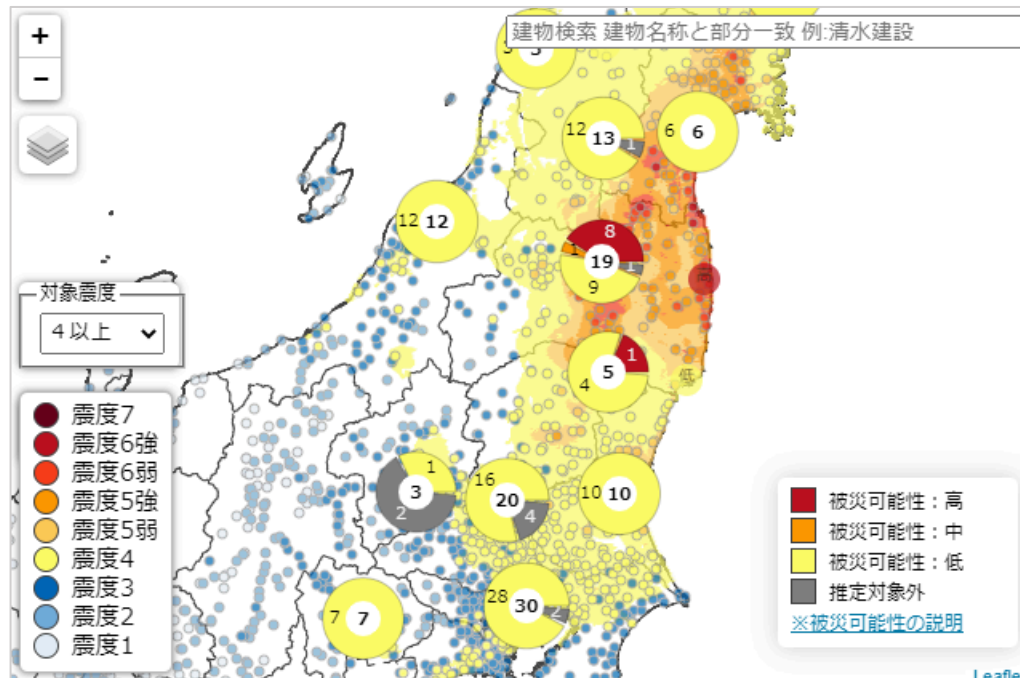 +
−
建物検索 建物名称と部分一致 例:清水建設
12
13
1
6
6
12
12
8
1
19
1
9
高
1
5
4
低
1
3
2
16
20
4
10
10
28
30
2
7
7
対象震度
4以上
震度7
震度6強
震度6弱
震度5強
震度5弱
震度4
震度3
震度2
震度1
被災可能性：高
被災可能性：中
被災可能性：低
推定対象外
※被災可能性の説明